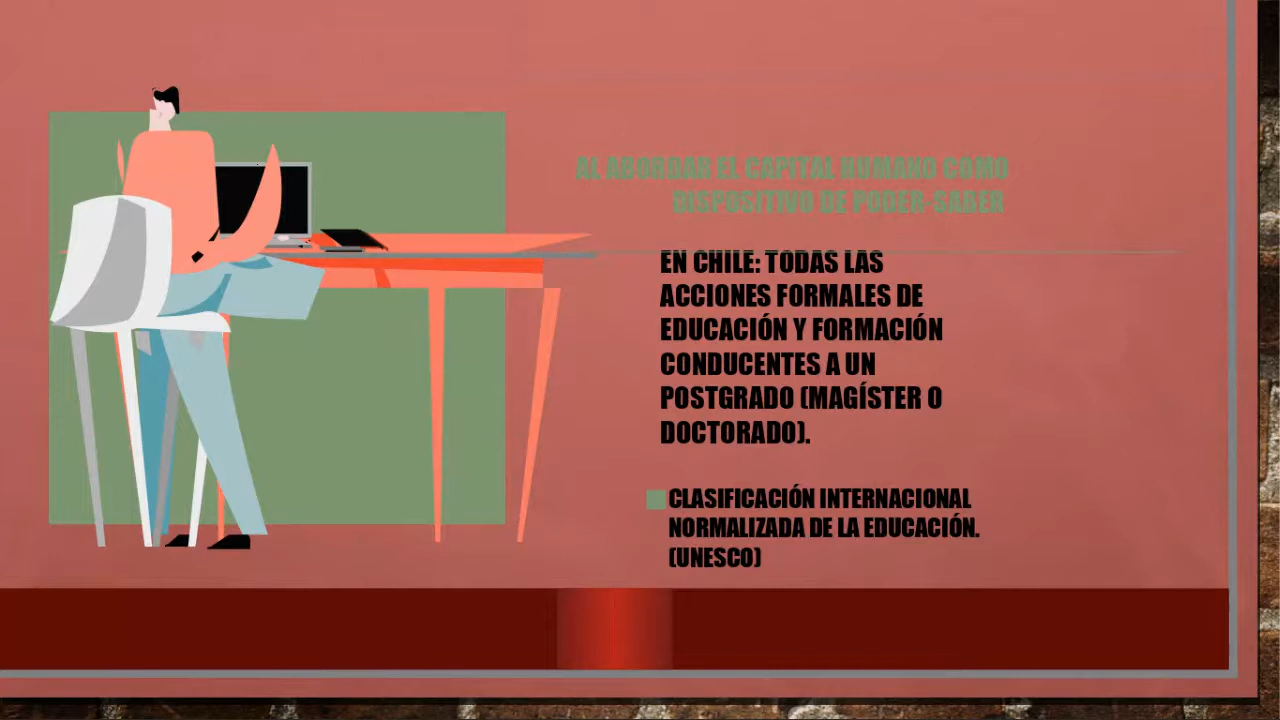 AL ABORDAR EL CAPITAL HUMANO COMO
DISPOSITIVO DE PODER-SABER
EN CHILE: TODAS LAS
ACCIONES FORMALES DE
EDUCACIÓN Y FORMACIÓN
CONDUCENTES A UN
POSTGRADO (MAGÍSTER O
DOCTORADO).
CLASIFICACIÓN INTERNACIONAL
NORMALIZADA DE LA EDUCACIÓN.
(UNESCO)